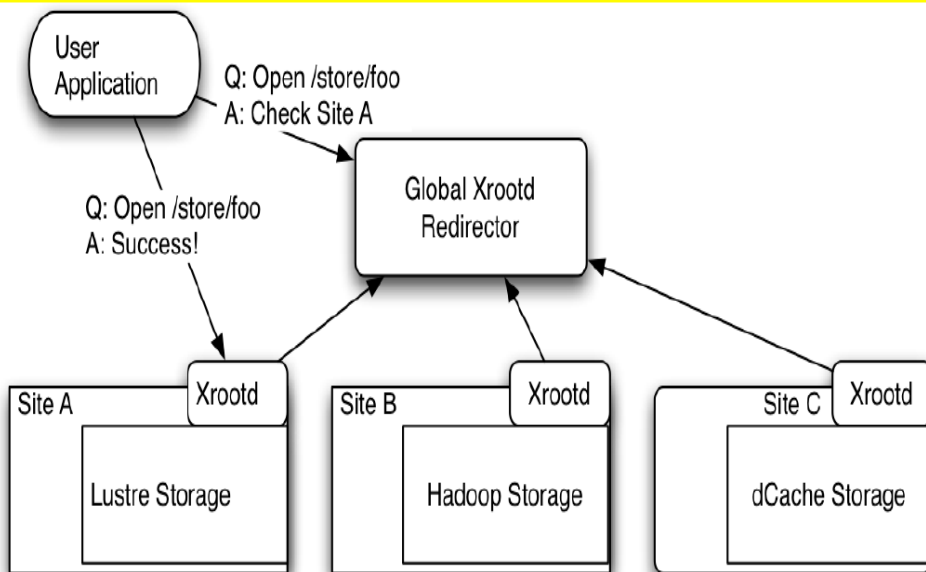 User
Application
Q: Open /store/foo
A: Check Site A
Global Xrootd
Redirector
Q: Open /store/foo
A: Success!
Site A
Xrootd
Lustre Storage
Site B
Xrootd
Hadoop Storage
Site C
Xrootd
dCache Storage